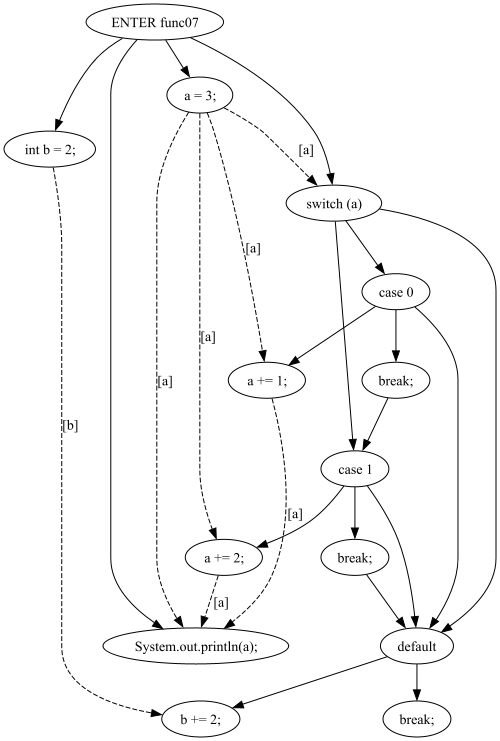 ENTER func07
a = 3;
int b = 2;
[a]
switch (a)
[a]
case 0
[a]
a += 1;
break;
[a]
[b]
case 1
[a]
a += 2;
break;
[a]
System.out.println(a);
default
b += 2;
break;